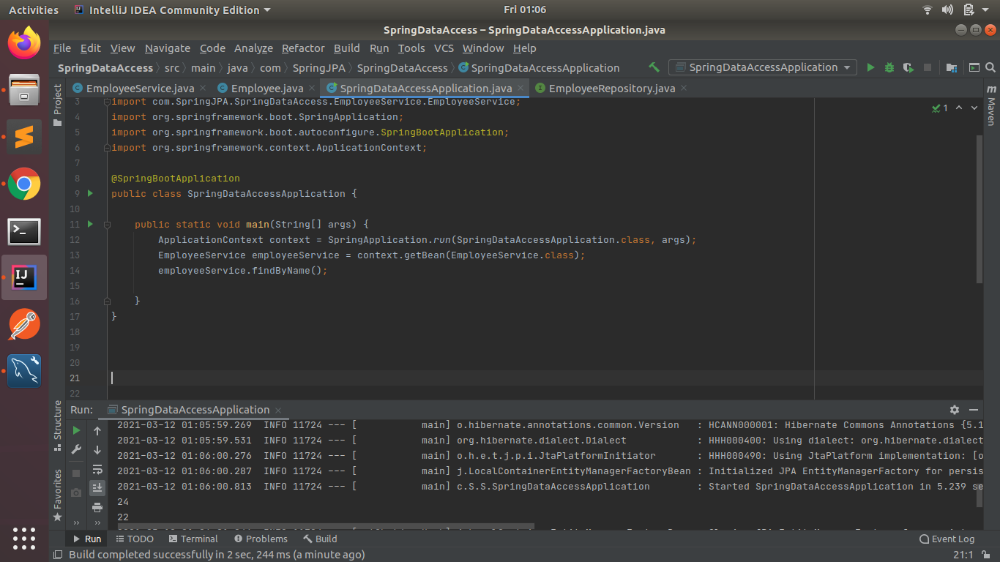 Activities IntelliJ IDEA Community Edition Fri 01:06
SpringDataAccess – SpringDataAccessApplication.java
File Edit View Navigate Code Analyze Refactor Build Run Tools VCS Window Help
SpringDataAccess src main java com SpringJPA SpringDataAccess SpringDataAccessApplication SpringDataAccessApplication
EmployeeService.java Employee.java SpringDataAccessApplication.java EmployeeRepository.java
Project
Maven
1
3 import com.SpringJPA.SpringDataAccess.EmployeeService.EmployeeService;
4 import org.springframework.boot.SpringApplication;
5 import org.springframework.boot.autoconfigure.SpringBootApplication;
6 import org.springframework.context.ApplicationContext;
7
8 @SpringBootApplication
9 public class SpringDataAccessApplication {
10
11 public static void main(String[] args) {
12 ApplicationContext context = SpringApplication.run(SpringDataAccessApplication.class, args);
13 EmployeeService employeeService = context.getBean(EmployeeService.class);
14 employeeService.findByName();
15
16 }
17 }
18
19
20
21
22
Structure
Favorites
Run: SpringDataAccessApplication
2021-03-12 01:05:59.269 INFO 11724 --- [ main] o.hibernate.annotations.common.Version : HCANN000001: Hibernate Commons Annotations {5.1
2021-03-12 01:05:59.531 INFO 11724 --- [ main] org.hibernate.dialect.Dialect : HHH000400: Using dialect: org.hibernate.dialect
2021-03-12 01:06:00.276 INFO 11724 --- [ main] o.h.e.t.j.p.i.JtaPlatformInitiator : HHH000490: Using JtaPlatform implementation: [o
2021-03-12 01:06:00.287 INFO 11724 --- [ main] j.LocalContainerEntityManagerFactoryBean : Initialized JPA EntityManagerFactory for persis
2021-03-12 01:06:00.813 INFO 11724 --- [ main] c.S.S.SpringDataAccessApplication : Started SpringDataAccessApplication in 5.239 se
24
22
Run TODO Terminal Problems Build Event Log
Build completed successfully in 2 sec, 244 ms (a minute ago) 21:1